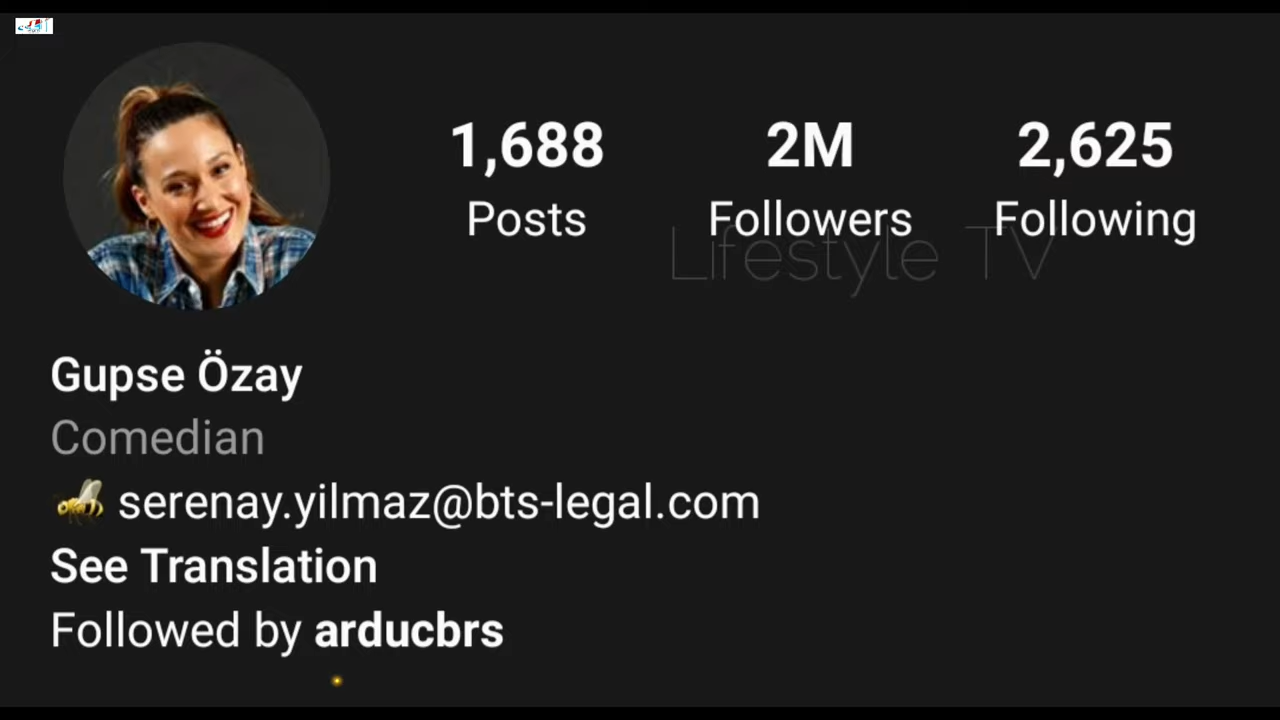 1,688 2M 2,625
Posts Followers Following
Lifestyle TV
Gupse Özay
Comedian
serenay.yilmaz@bts-legal.com
See Translation
Followed by arducbrs